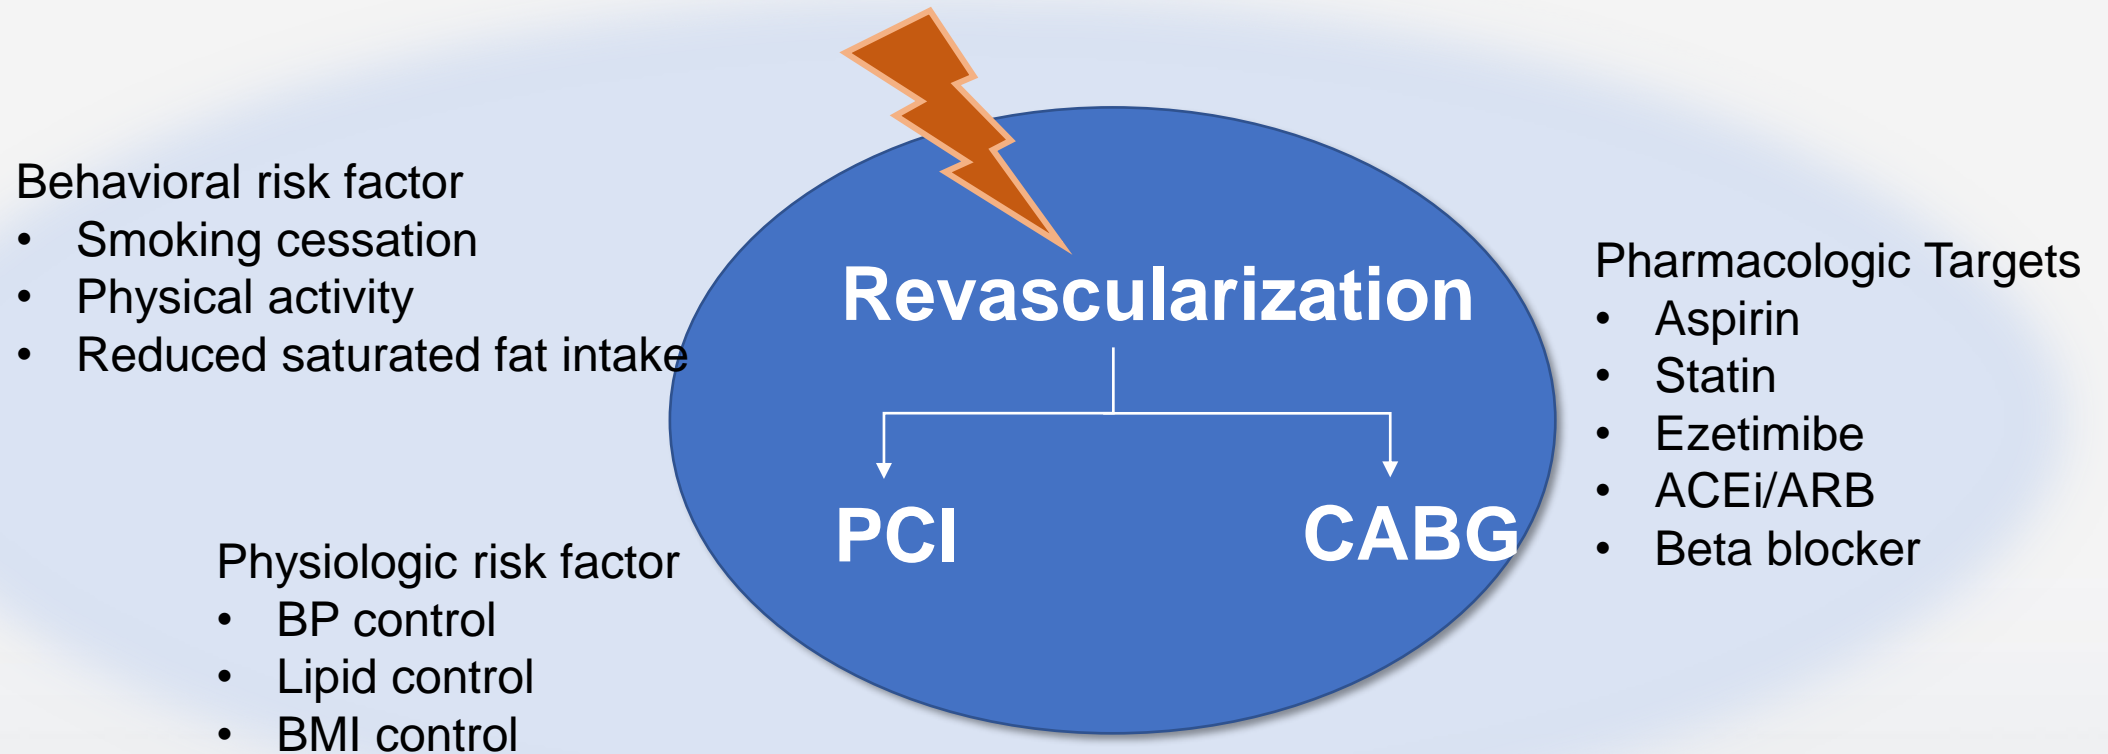 Behavioral risk factor
• Smoking cessation
• Physical activity
• Reduced saturated fat intake
Physiologic risk factor
• BP control
• Lipid control
• BMI control
Revascularization
PCI
CABG
Pharmacologic Targets
• Aspirin
• Statin
• Ezetimibe
• ACEi/ARB
• Beta blocker